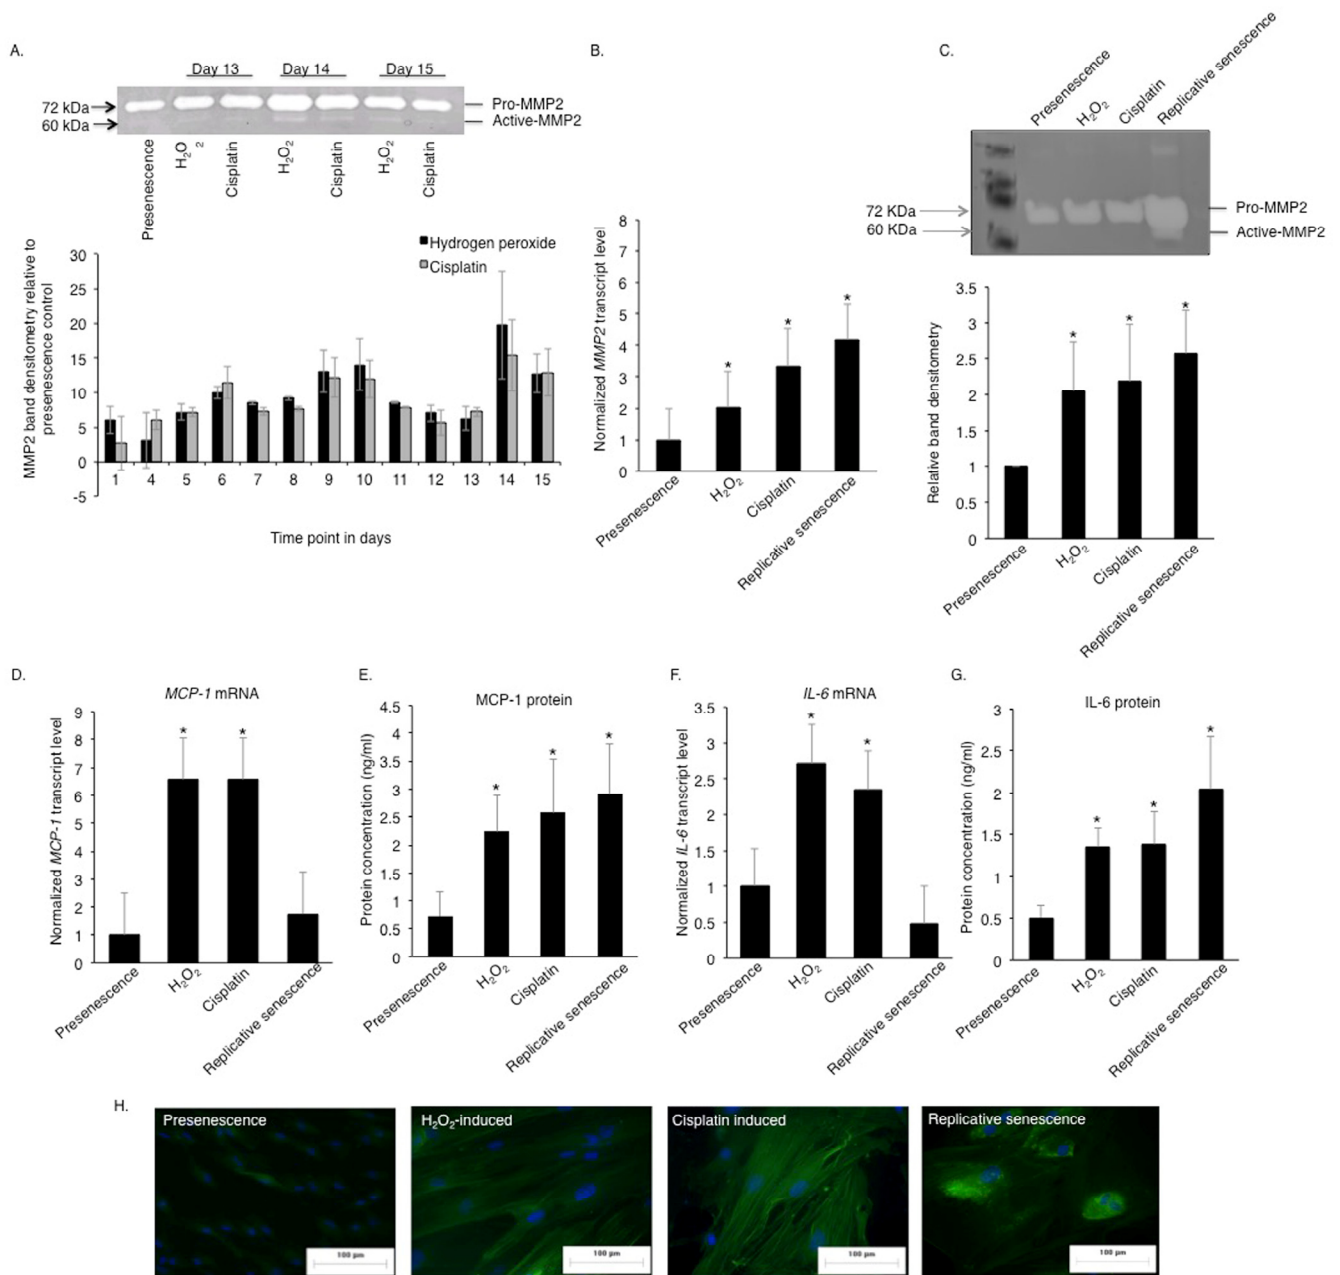 A.
Day 13 Day 14 Day 15
72 kDa
60 kDa
Pro-MMP2
Active-MMP2
Presenescence
H2O2
Cisplatin
H2O2
Cisplatin
H2O2
Cisplatin
MMP2 band densitometry relative to
presenescence control
Hydrogen peroxide
Cisplatin
30
25
20
15
10
5
0
-5
1 4 5 6 7 8 9 10 11 12 13 14 15
Time point in days
B.
Normalized MMP2 transcript level
8
7
6
5
4
3
2
1
0
* * *
Presenescence
H2O2
Cisplatin
Replicative senescence
C.
Presenescence
H2O2
Cisplatin
Replicative senescence
72 KDa
60 KDa
Pro-MMP2
Active-MMP2
Relative band densitometry
3.5
3
2.5
2
1.5
1
0.5
0
* * *
Presenescence
H2O2
Cisplatin
Replicative senescence
D.
MCP-1 mRNA
Normalized MCP-1 transcript level
9
8
7
6
5
4
3
2
1
0
* *
Presenescence
H2O2
Cisplatin
Replicative senescence
E.
MCP-1 protein
Protein concentration (ng/ml)
4.5
4
3.5
3
2.5
2
1.5
1
0.5
0
* * *
Presenescence
H2O2
Cisplatin
Replicative senescence
F.
IL-6 mRNA
Normalized IL-6 transcript level
3.5
3
2.5
2
1.5
1
0.5
0
* *
Presenescence
H2O2
Cisplatin
Replicative senescence
G.
IL-6 protein
Protein concentration (ng/ml)
3
2.5
2
1.5
1
0.5
0
* * *
Presenescence
H2O2
Cisplatin
Replicative senescence
H.
Presenescence
100 µm
H2O2-induced
100 µm
Cisplatin induced
100 µm
Replicative senescence
100 µm